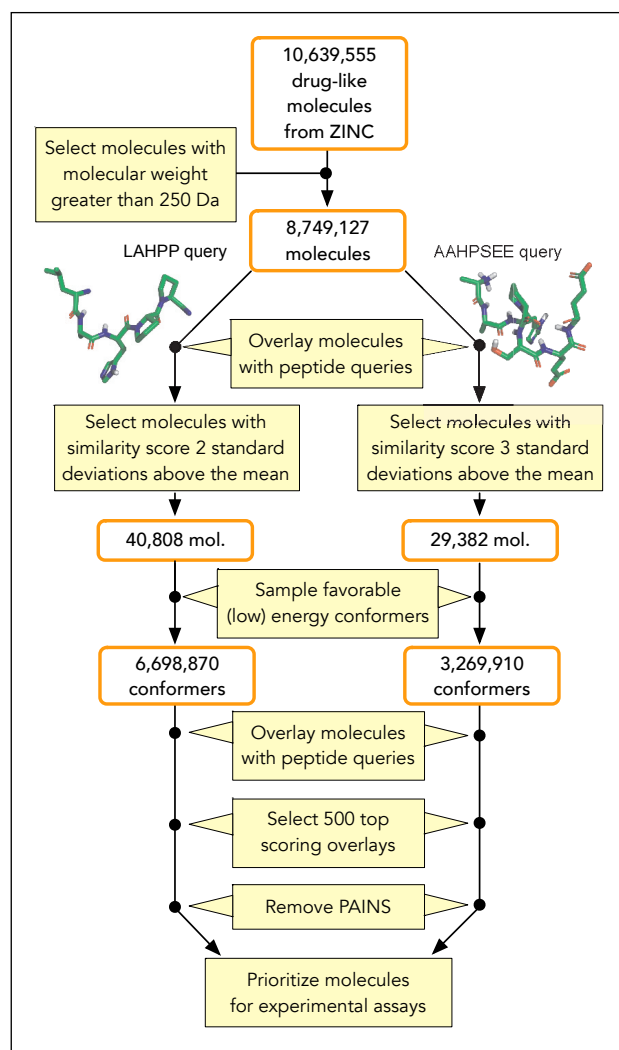 10,639,555
drug-like
molecules
from ZINC
Select molecules with
molecular weight
greater than 250 Da
8,749,127
molecules
LAHPP query
AAHPSEE query
Overlay molecules
with peptide queries
Select molecules with
similarity score 2 standard
deviations above the mean
Select molecules with
similarity score 3 standard
deviations above the mean
40,808 mol.
29,382 mol.
Sample favorable
(low) energy conformers
6,698,870
conformers
3,269,910
conformers
Overlay molecules
with peptide queries
Select 500 top
scoring overlays
Remove PAINS
Prioritize molecules
for experimental assays